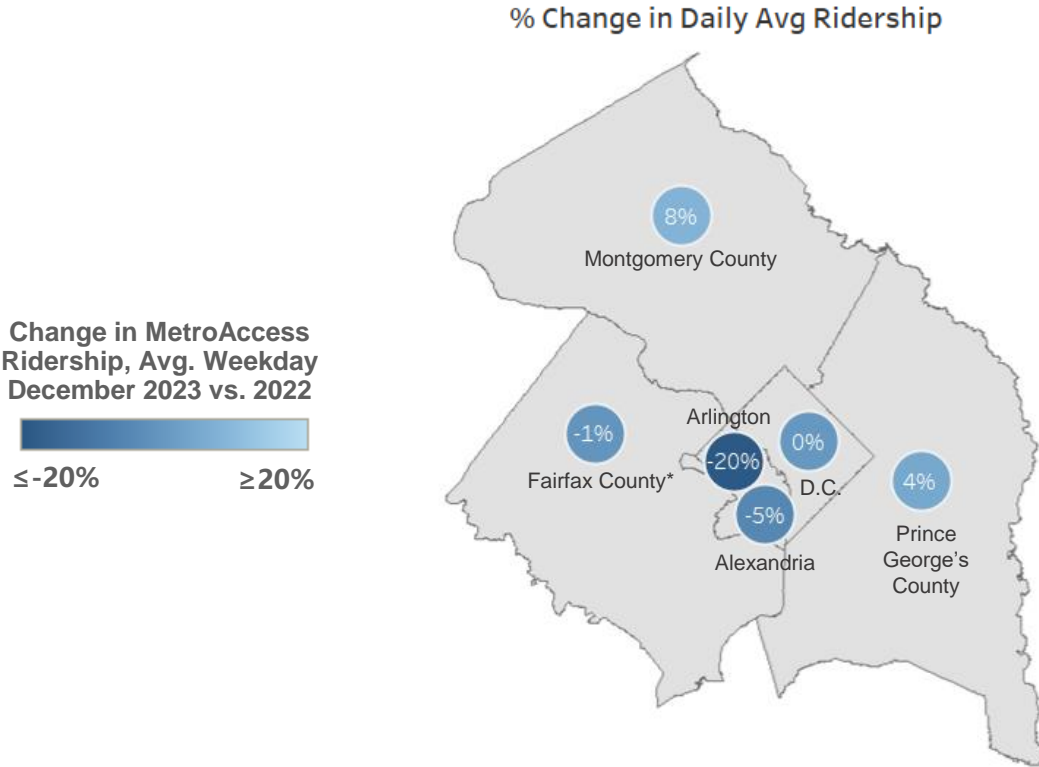 % Change in Daily Avg Ridership
8%
Montgomery County
Change in MetroAccess
Ridership, Avg. Weekday
December 2023 vs. 2022
≤-20%
≥20%
-1%
Fairfax County*
Arlington
-20%
0%
D.C.
-5%
Alexandria
4%
Prince
George's
County